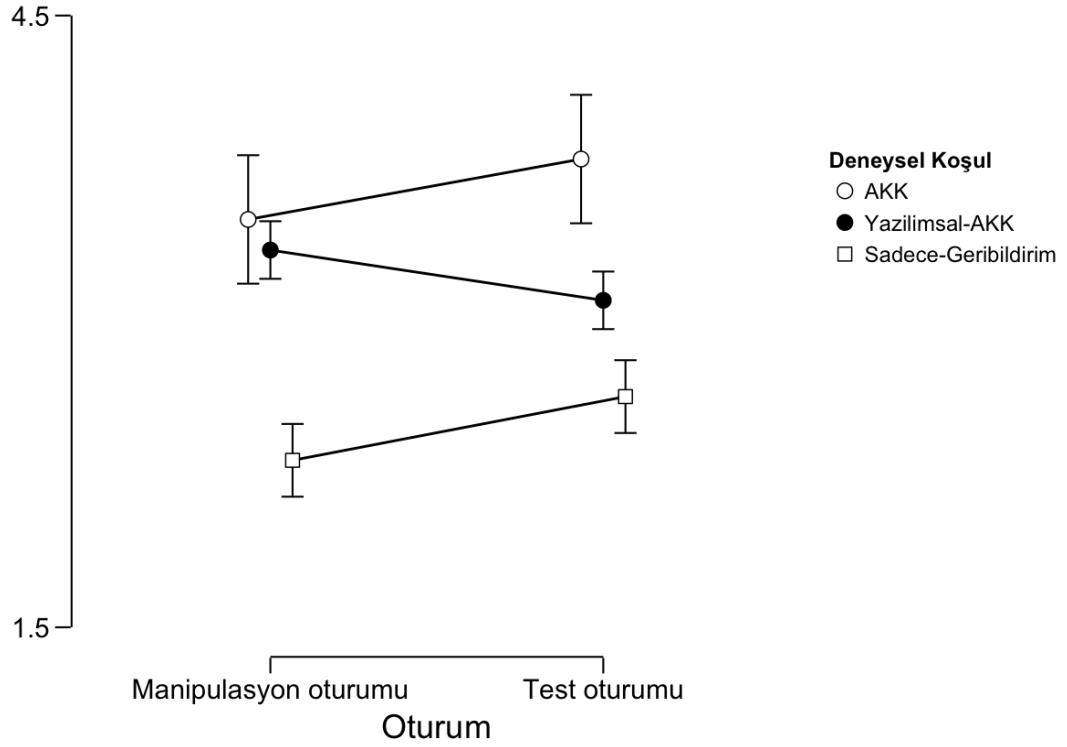 4.5
1.5
Manipulasyon oturumu
Test oturumu
Oturum
Deneysel Koşul
AKK
Yazilimsal-AKK
Sadece-Geribildirim